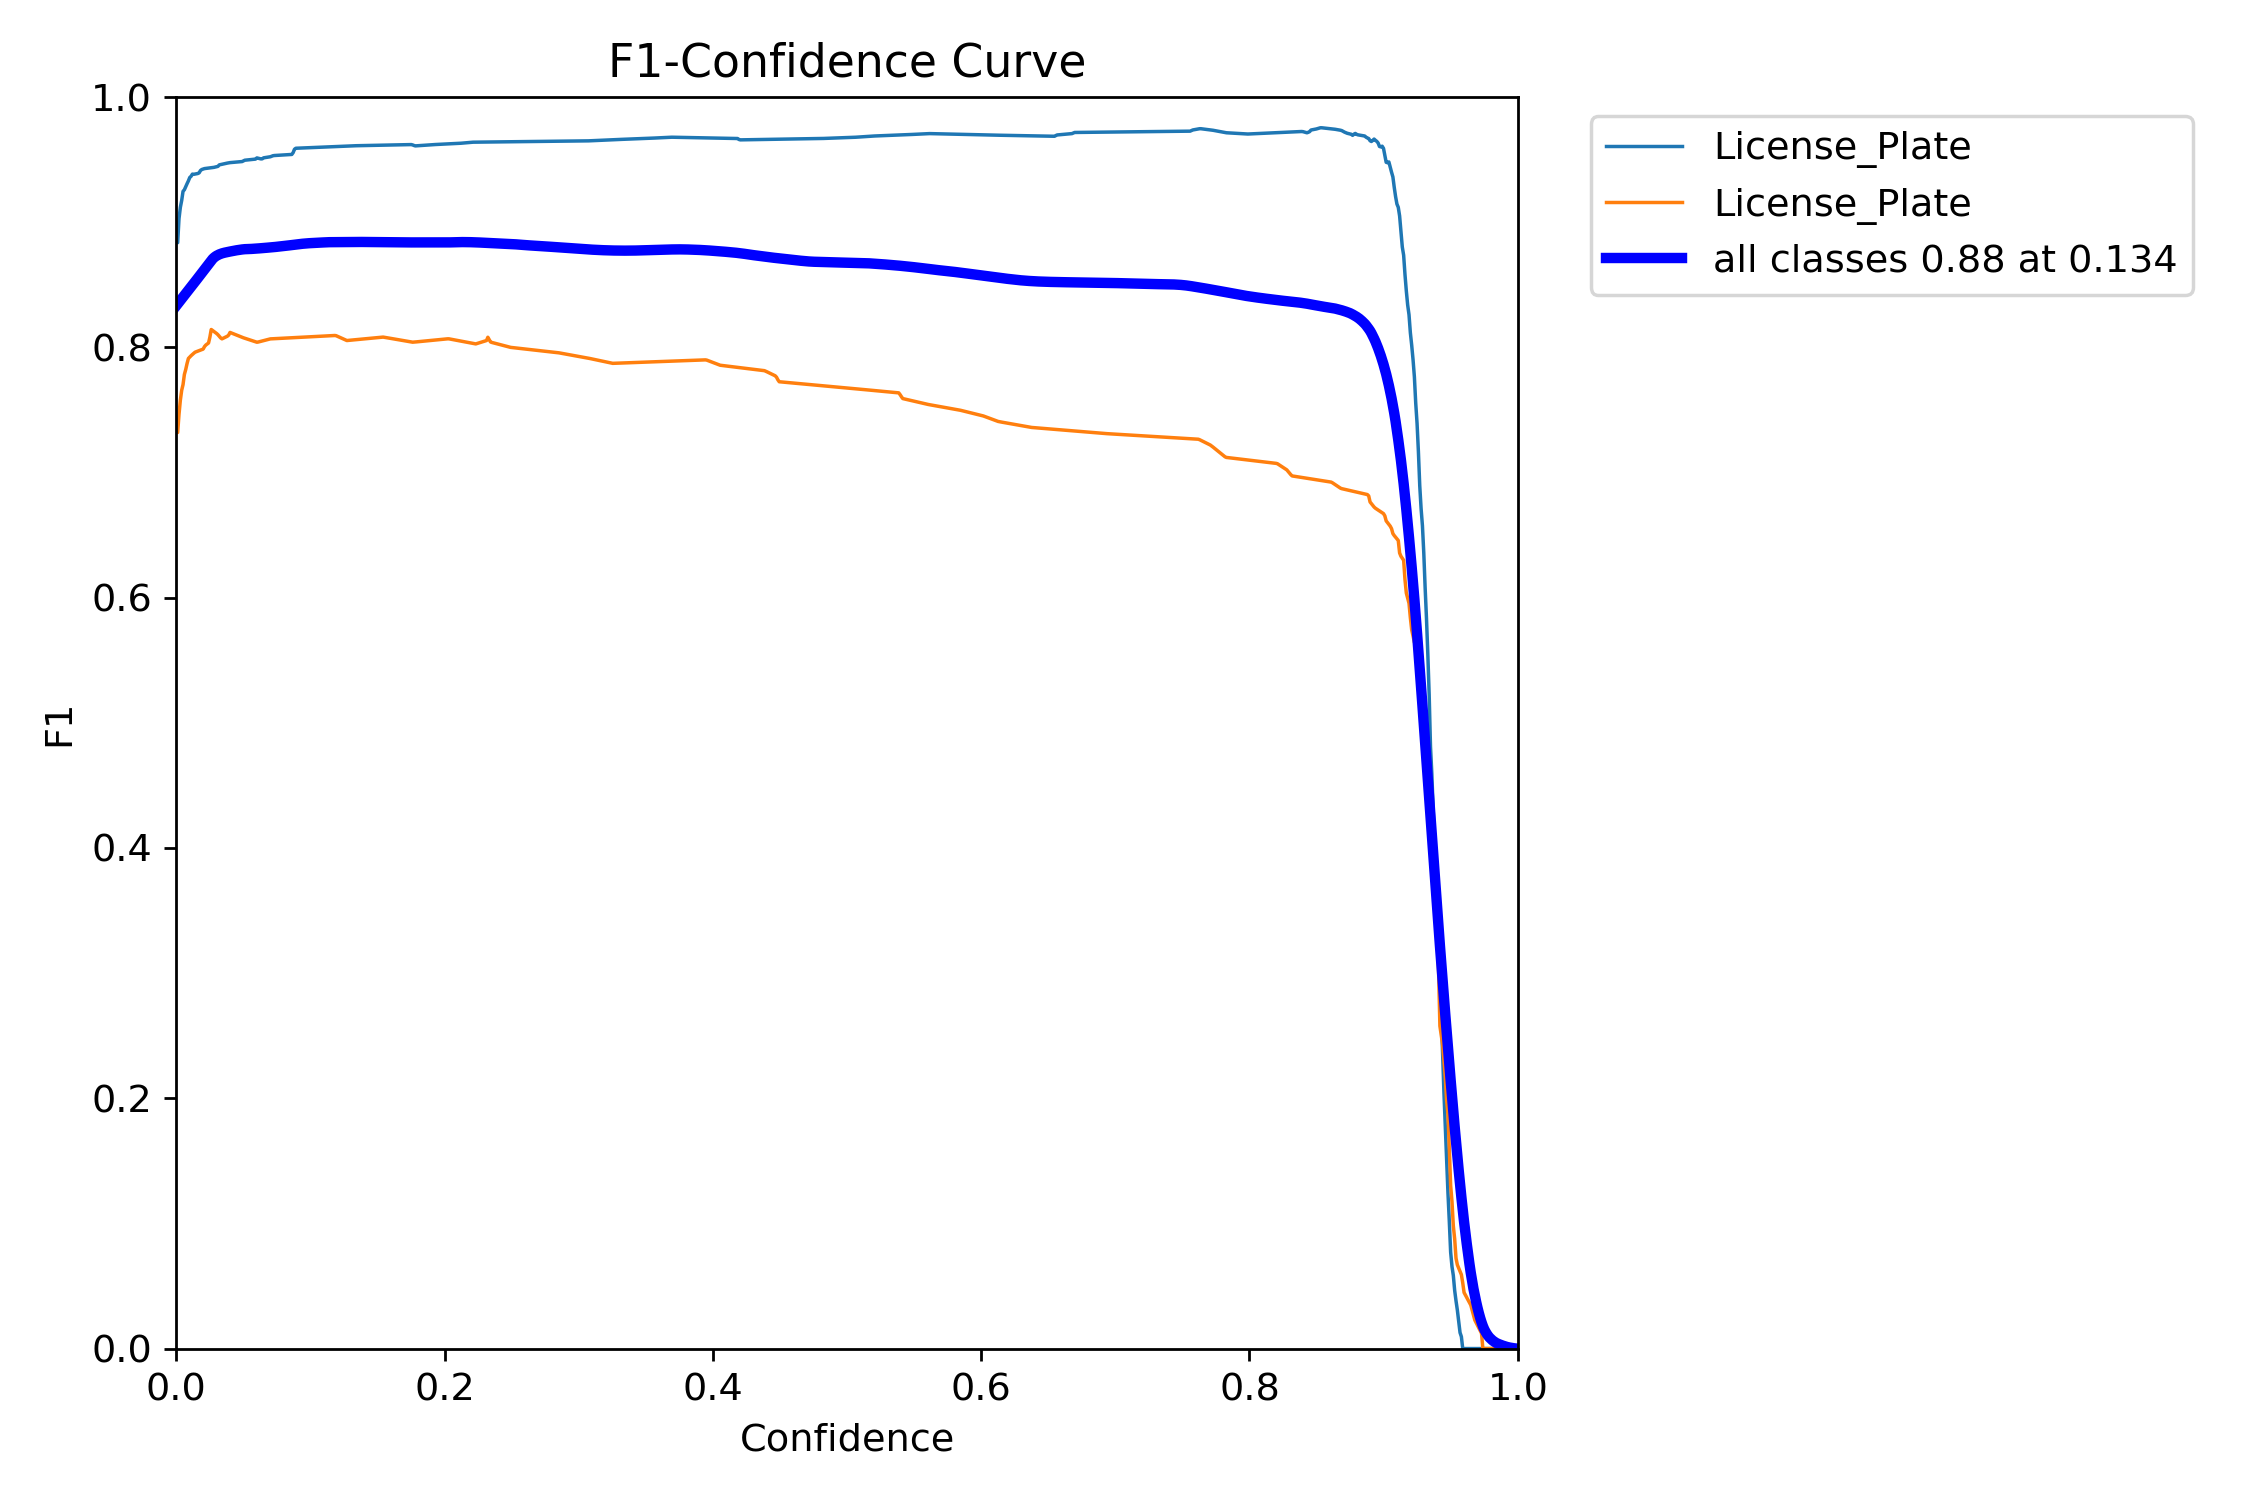 F1-Confidence Curve
1.0
0.8
0.6
0.4
0.2
0.0
F1
0.0 0.2 0.4 0.6 0.8 1.0
Confidence
License_Plate
License_Plate
all classes 0.88 at 0.134